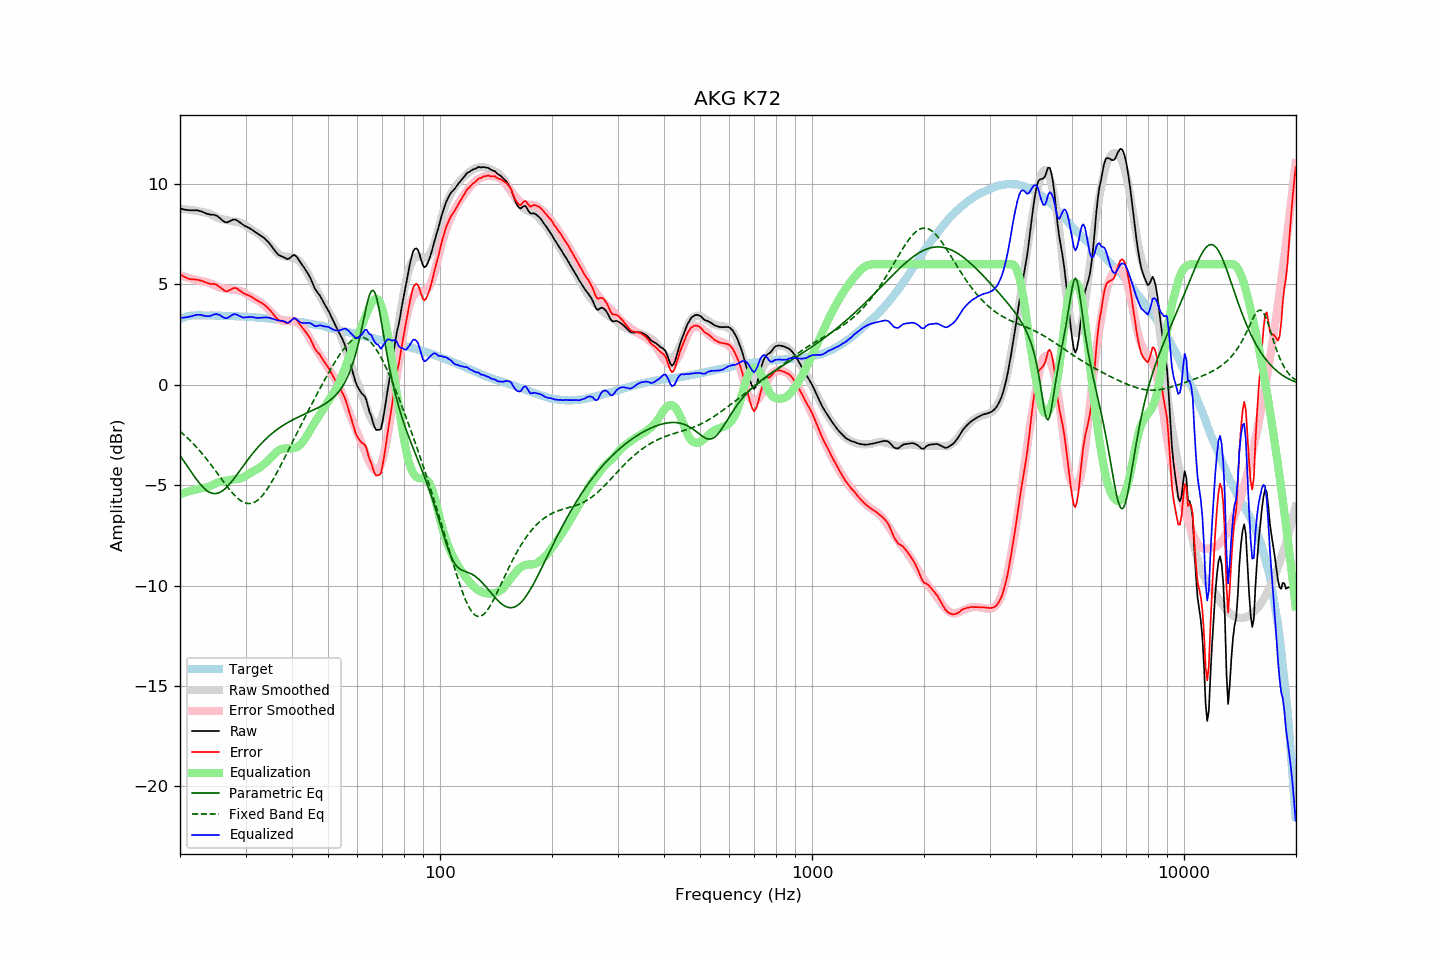 AKG K72
Amplitude (dBr)
10
5
0
−5
−10
−15
−20
Target
Raw Smoothed
Error Smoothed
Raw
Error
Equalization
Parametric Eq
Fixed Band Eq
Equalized
100
1000
10000
Frequency (Hz)